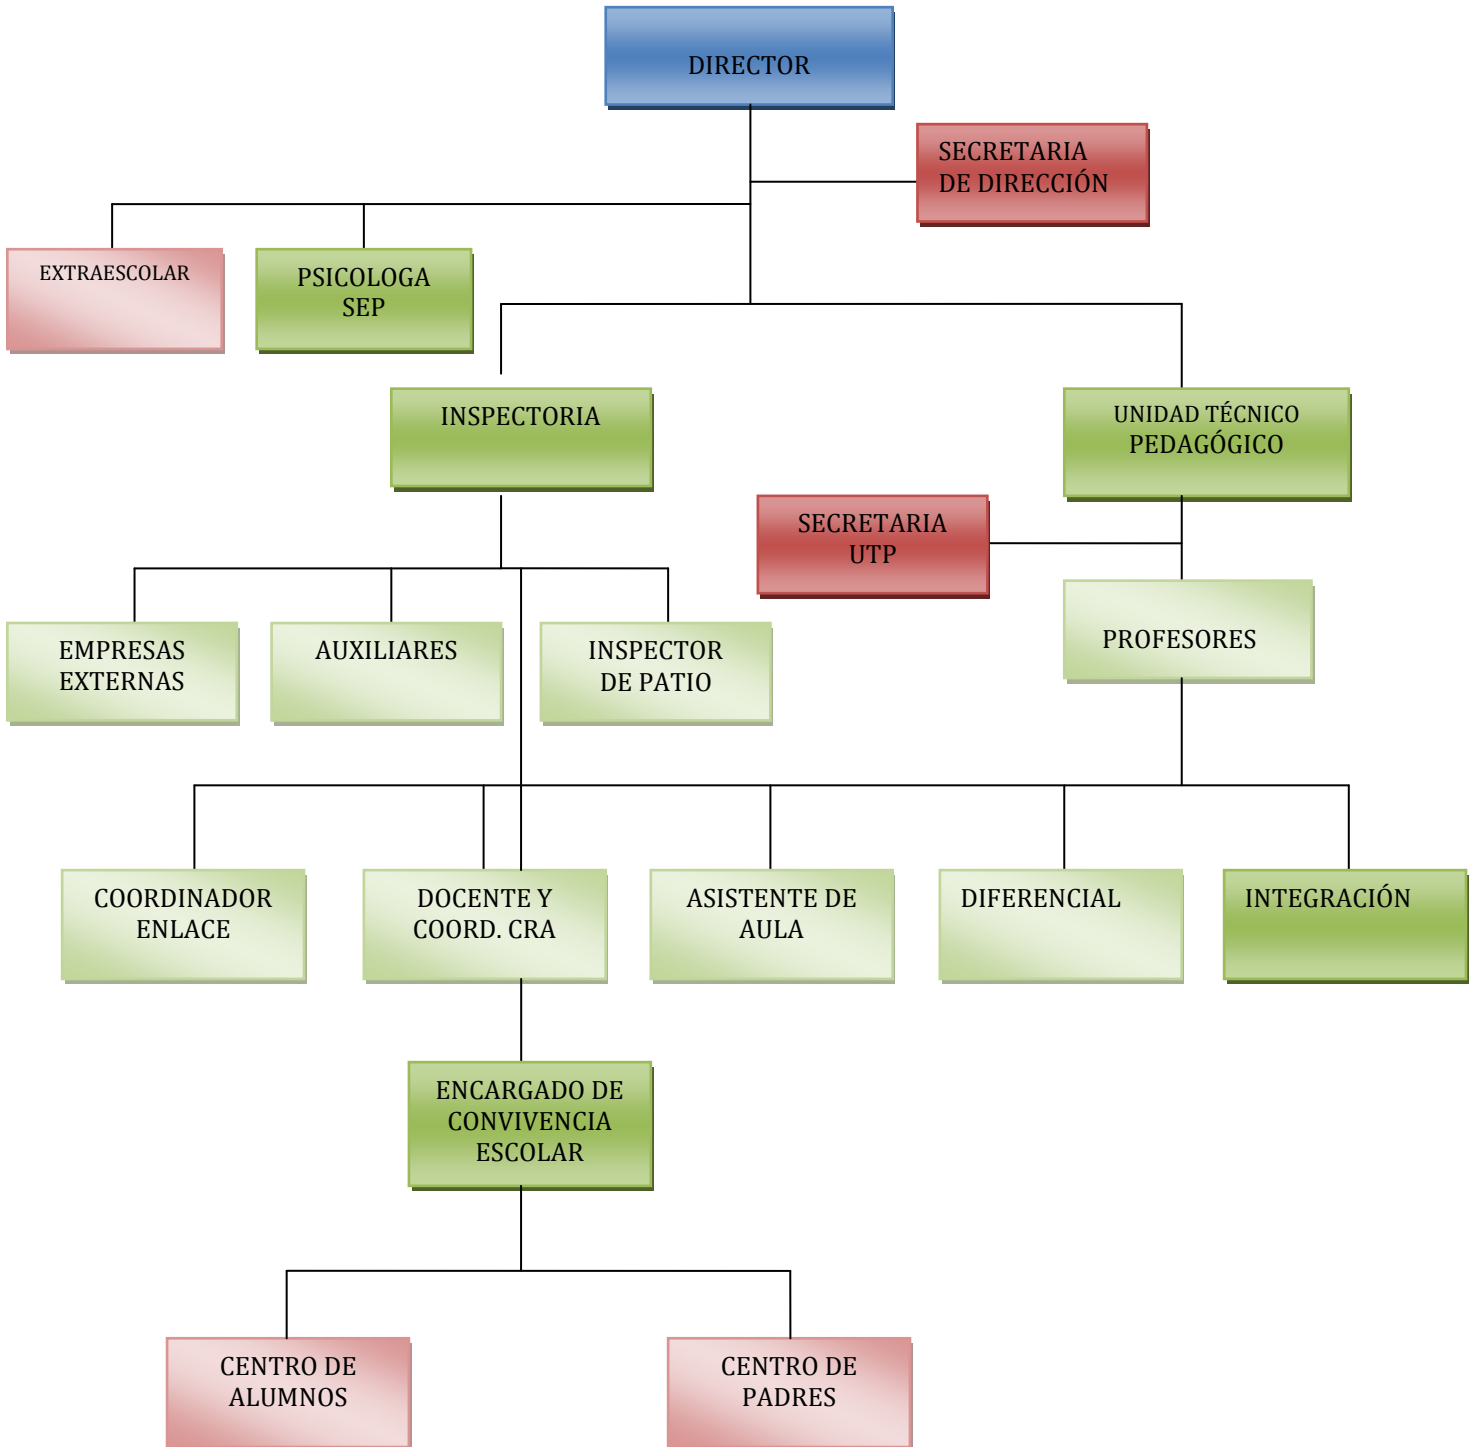 DIRECTOR
SECRETARIA
DE DIRECCIÓN
EXTRAESCOLAR
PSICOLOGA
SEP
INSPECTORIA
UNIDAD TÉCNICO
PEDAGÓGICO
SECRETARIA
UTP
PROFESORES
EMPRESAS
EXTERNAS
AUXILIARES
INSPECTOR
DE PATIO
COORDINADOR
ENLACE
DOCENTE Y
COORD. CRA
ASISTENTE DE
AULA
DIFERENCIAL
INTEGRACIÓN
ENCARGADO DE
CONVIVENCIA
ESCOLAR
CENTRO DE
ALUMNOS
CENTRO DE
PADRES